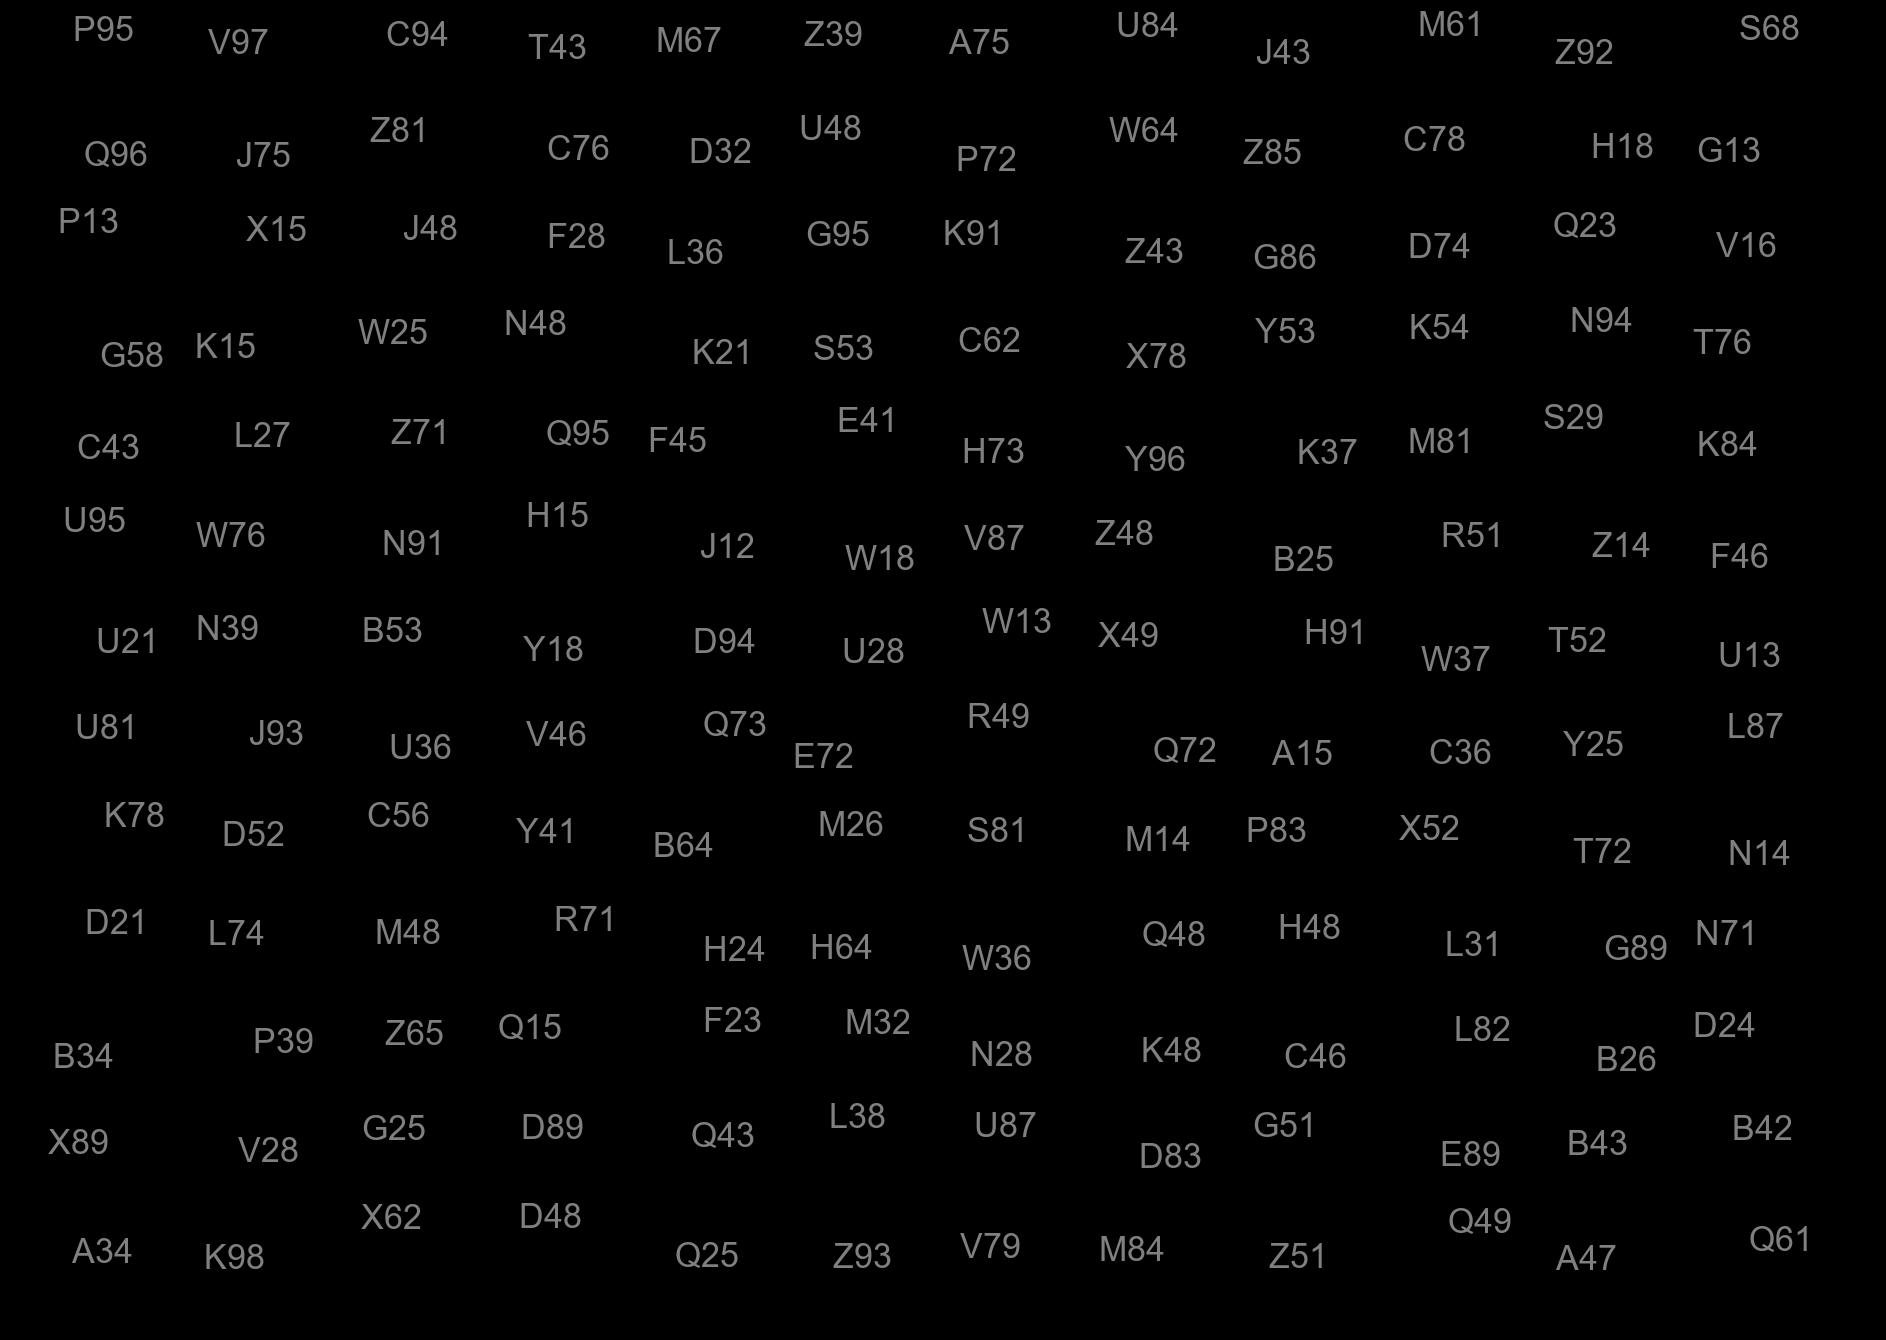 P95 V97 C94 T43 M67 Z39 A75 U84 J43 M61 Z92 S68
Q96 J75 Z81 C76 D32 U48 P72 W64 Z85 C78 H18 G13
P13 X15 J48 F28 L36 G95 K91 Z43 G86 D74 Q23 V16
G58 K15 W25 N48 K21 S53 C62 X78 Y53 K54 N94 T76
C43 L27 Z71 Q95 F45 E41 H73 Y96 K37 M81 S29 K84
U95 W76 N91 H15 J12 W18 V87 Z48 B25 R51 Z14 F46
U21 N39 B53 Y18 D94 U28 W13 X49 H91 W37 T52 U13
U81 J93 U36 V46 Q73 E72 R49 Q72 A15 C36 Y25 L87
K78 D52 C56 Y41 B64 M26 S81 M14 P83 X52 T72 N14
D21 L74 M48 R71 H24 H64 W36 Q48 H48 L31 G89 N71
B34 P39 Z65 Q15 F23 M32 N28 K48 C46 L82 B26 D24
X89 V28 G25 D89 Q43 L38 U87 D83 G51 E89 B43 B42
A34 K98 X62 D48 Q25 Z93 V79 M84 Z51 Q49 A47 Q61